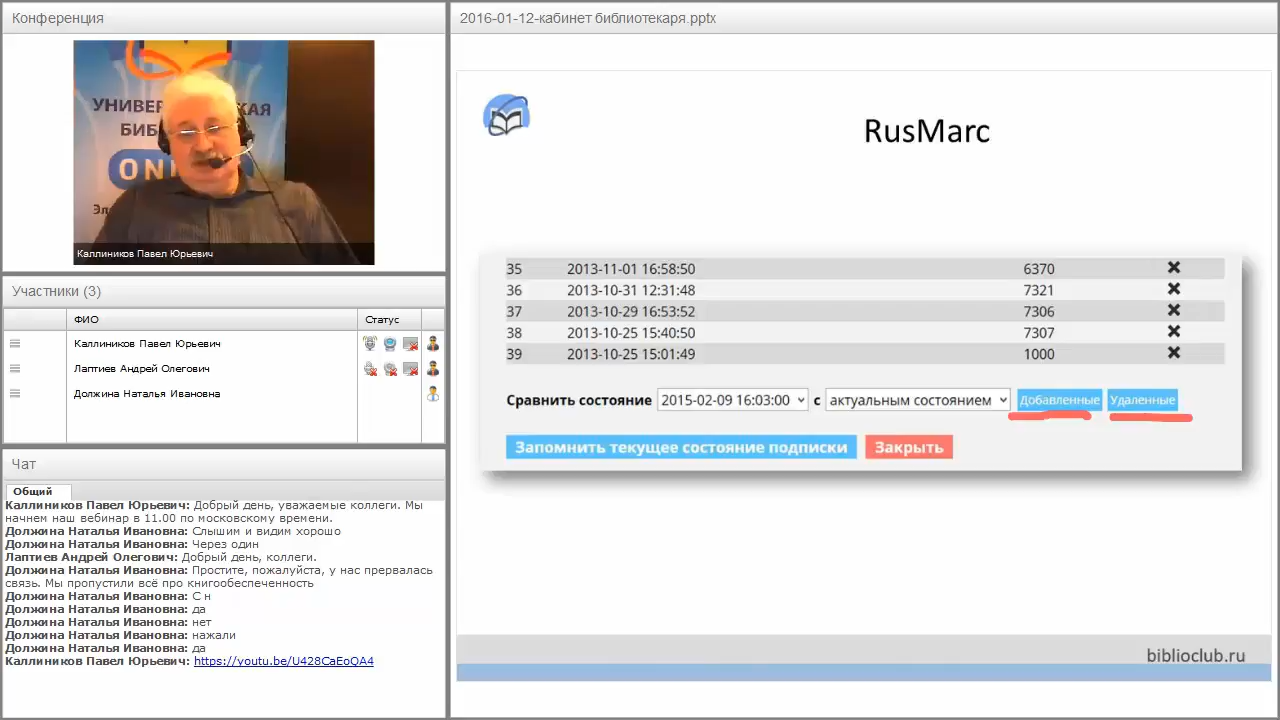 Конференция
УНИВЕР КАЯ
БИБ
ONL
Эл
Каллиников Павел Юрьевич
Участники (3)
ФИО
Статус
Каллиников Павел Юрьевич
Лаптиев Андрей Олегович
Должина Наталья Ивановна
Чат
Общий
Каллиников Павел Юрьевич: Добрый день, уважаемые коллеги. Мы
начнем наш вебинар в 11.00 по московскому времени.
Должина Наталья Ивановна: Слышим и видим хорошо
Должина Наталья Ивановна: Через один
Лаптиев Андрей Олегович: Добрый день, коллеги.
Должина Наталья Ивановна: Простите, пожалуйста, у нас прервалась
связь. Мы пропустили всё про книгообеспеченность
Должина Наталья Ивановна: С н
Должина Наталья Ивановна: да
Должина Наталья Ивановна: нет
Должина Наталья Ивановна: нажали
Должина Наталья Ивановна: да
Каллиников Павел Юрьевич: https://youtu.be/U428CaEoQA4
2016-01-12-кабинет библиотекаря.pptx
RusMarc
35 2013-11-01 16:58:50 6370
36 2013-10-31 12:31:48 7321
37 2013-10-29 16:53:52 7306
38 2013-10-25 15:40:50 7307
39 2013-10-25 15:01:49 1000
Сравнить состояние 2015-02-09 16:03:00 с актуальным состоянием Добавленные Удаленные
Запомнить текущее состояние подписки Закрыть
biblioclub.ru